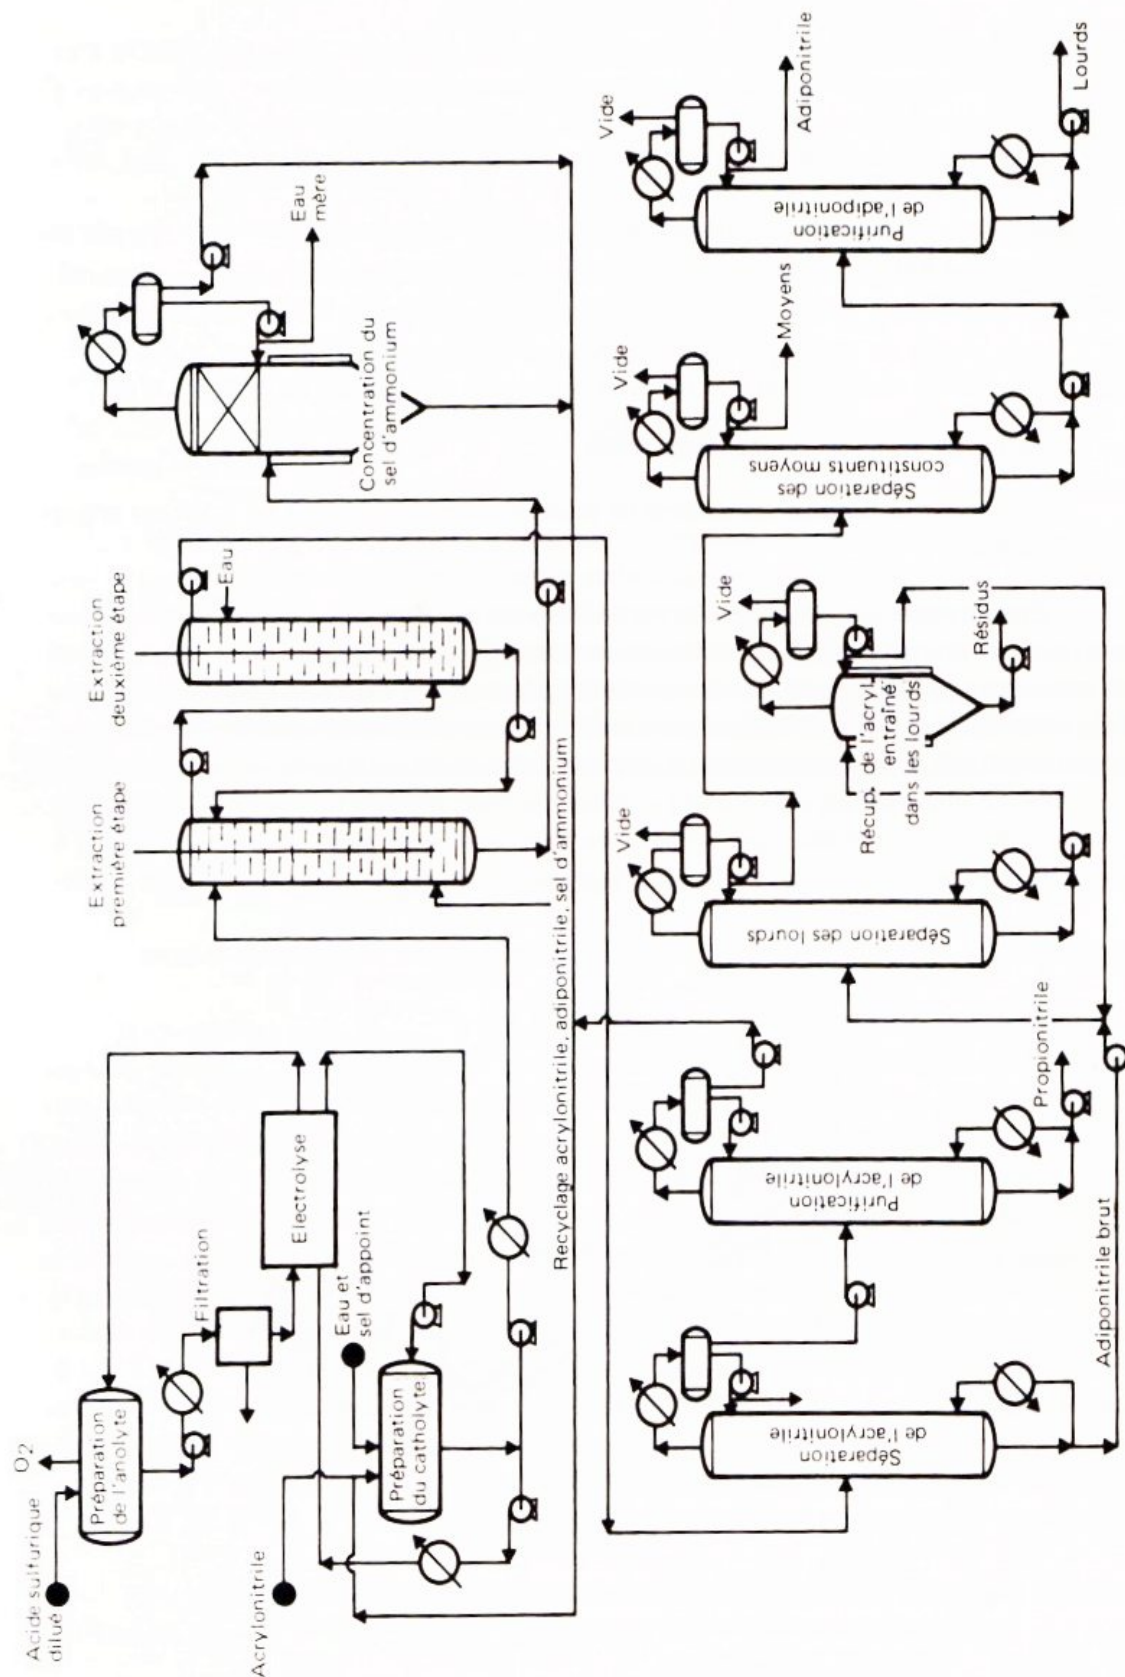 Acide sulfurique
dilué
O2
Préparation
de l'anolyte
Filtration
Electrolyse
Acrylonitrile
Eau et
sel d'appoint
Préparation
du catholyte
Extraction
première étape
Extraction
deuxième étape
Eau
Concentration du
sel d'ammonium
Eau
mère
Recyclage acrylonitrile, adiponitrile, sel d'ammonium
Séparation
de l'acrylonitrile
Adiponitrile brut
Purification
de l'acrylonitrile
Propionitrile
Séparation des lourds
Vide
Récup. de l'acryl.
entraîné
dans les lourds
Vide
Résidus
Séparation des
constituants moyens
Vide
Moyens
Purification
de l'adiponitrile
Vide
Adiponitrile
Lourds